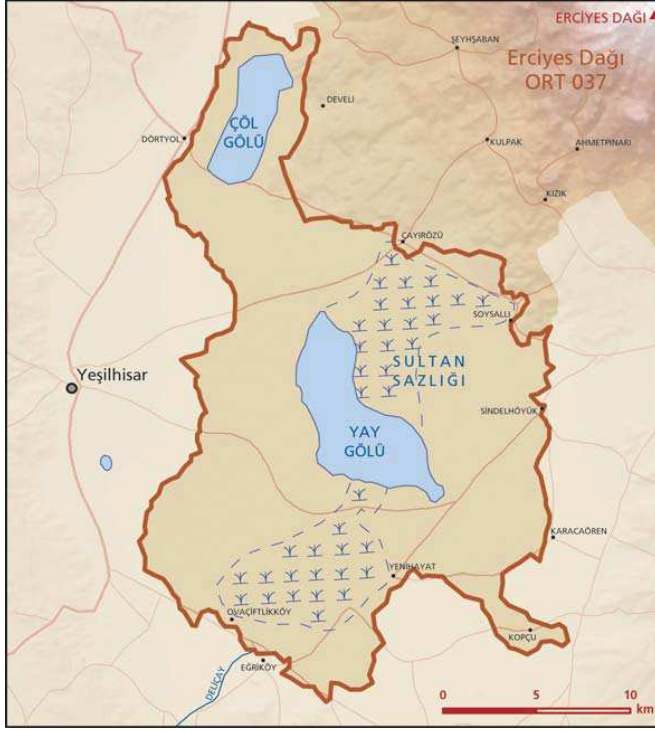 ERCİYES DAĞI
ŞEYHŞABAN
Erciyes Dağı
ORT 037
DEVELİ
ÇÖL
GÖLÜ
DÖRTYOL
KULPAK
AHMETPINARI
KIZIK
ÇAYIRÖZÜ
SOYSALLI
SULTAN
SAZLIĞI
Yeşilhisar
SİNDELHÖYÜK
YAY
GÖLÜ
KARACAÖREN
YENİHAYAT
OVAÇİFTLİKKÖY
KOPÇU
EĞRİKÖY
DELİÇAY
0 5 10
km